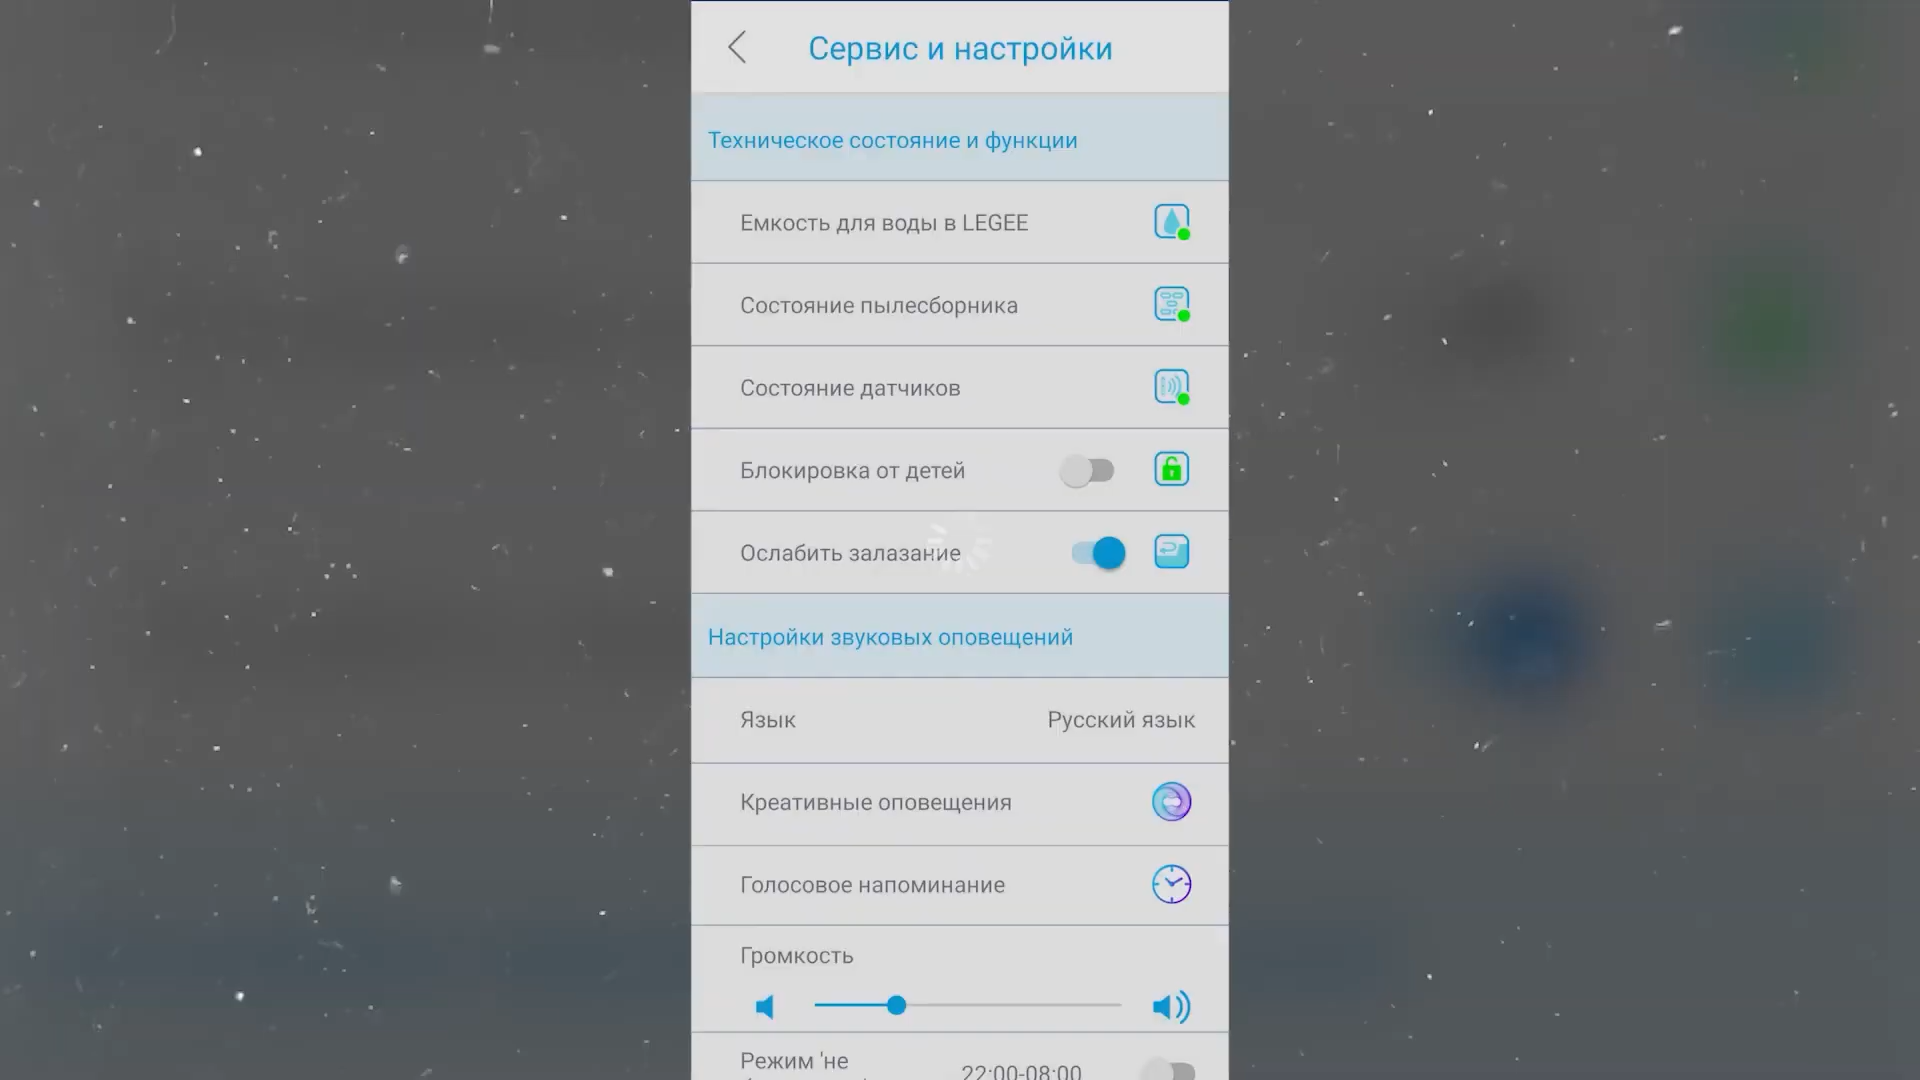 Сервис и настройки
Техническое состояние и функции
Емкость для воды в LEGEE
Состояние пылесборника
Состояние датчиков
Блокировка от детей
Ослабить залазание
Настройки звуковых оповещений
Язык Русский язык
Креативные оповещения
Голосовое напоминание
Громкость
Режим 'не
22:00-08:00